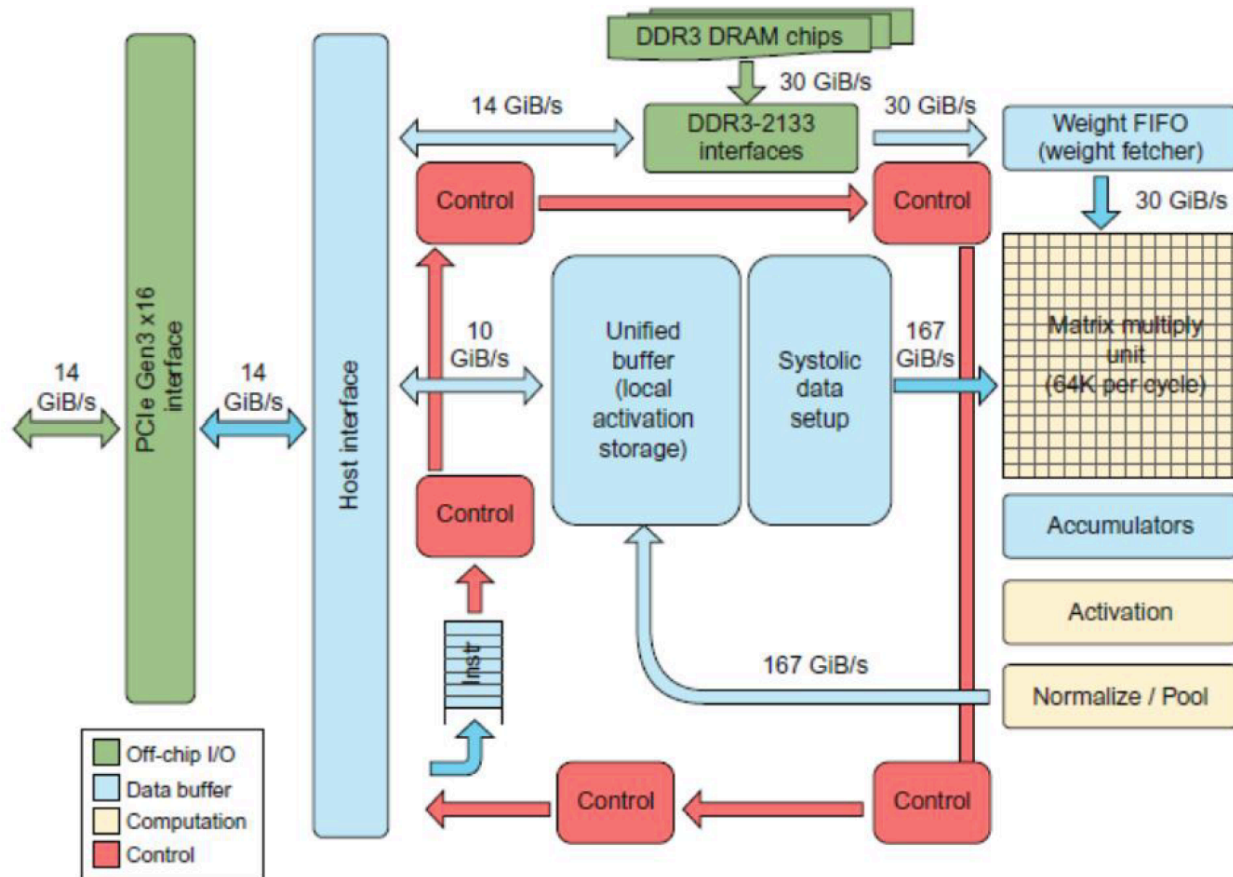 DDR3 DRAM chips
30 GiB/s
14 GiB/s
DDR3-2133
interfaces
30 GiB/s
Weight FIFO
(weight fetcher)
Control
Control
30 GiB/s
PCIe Gen3 x16
interface
Host interface
14
GiB/s
14
GiB/s
10
GiB/s
Unified
buffer
(local
activation
storage)
Systolic
data
setup
167
GiB/s
Matrix multiply
unit
(64K per cycle)
Control
Accumulators
Activation
Instr
167 GiB/s
Normalize / Pool
Off-chip I/O
Data buffer
Computation
Control
Control
Control